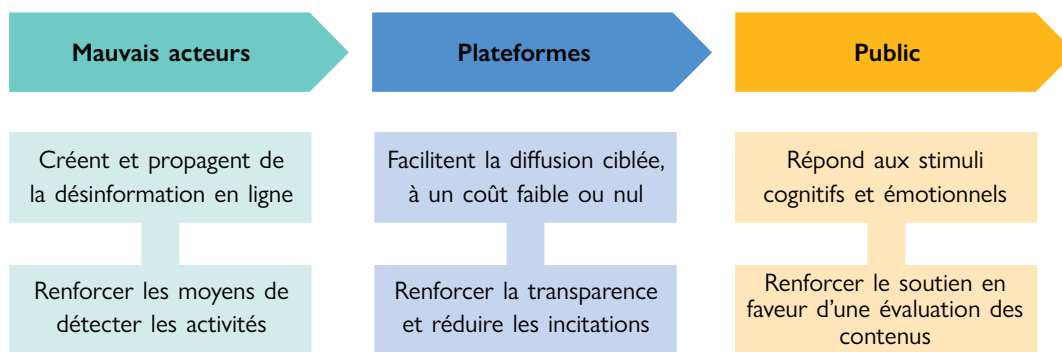 Mauvais acteurs
Plateformes
Public
Créent et propagent de
la désinformation en ligne
Facilitent la diffusion ciblée,
à un coût faible ou nul
Répond aux stimuli
cognitifs et émotionnels
Renforcer les moyens de
détecter les activités
Renforcer la transparence
et réduire les incitations
Renforcer le soutien en
faveur d'une évaluation des
contenus